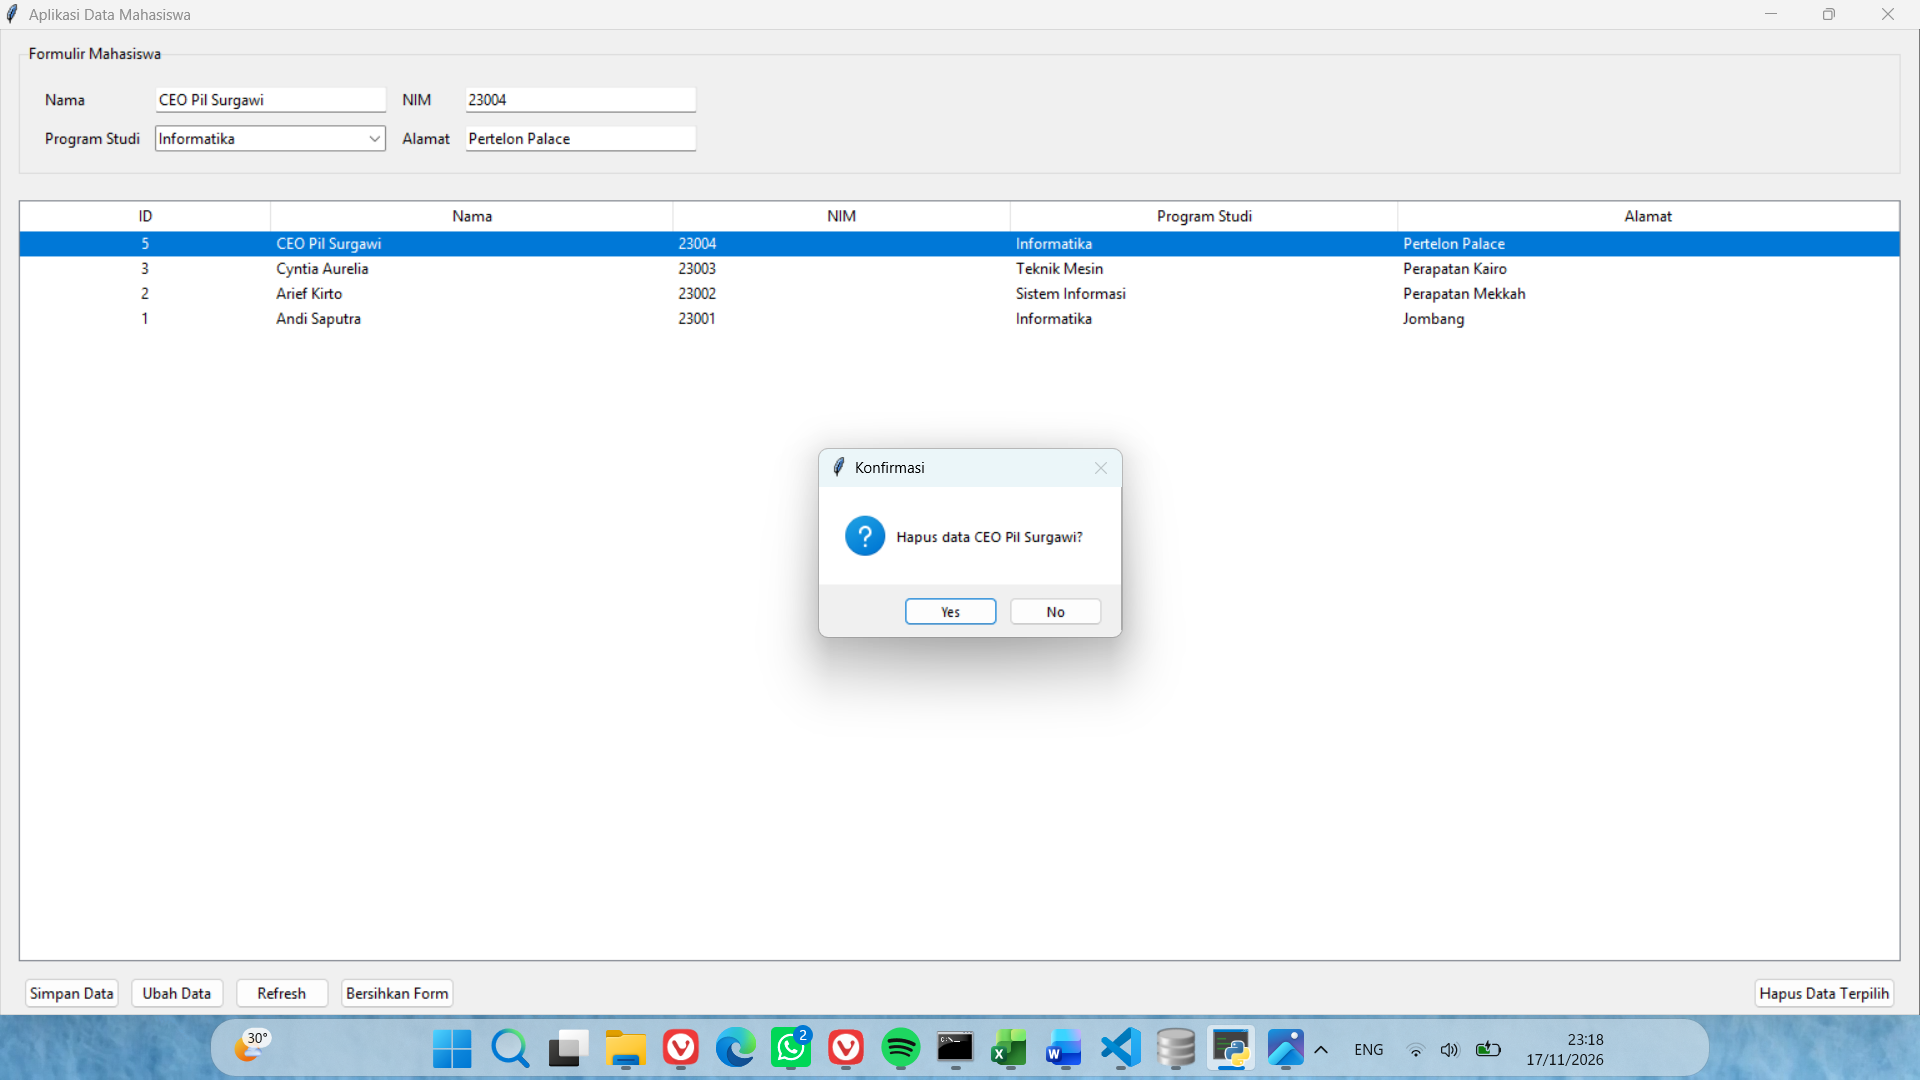 Aplikasi Data Mahasiswa
Formulir Mahasiswa
Nama CEO Pil Surgawi NIM 23004
Program Studi Informatika Alamat Pertelon Palace
ID Nama NIM Program Studi Alamat
5 CEO Pil Surgawi 23004 Informatika Pertelon Palace
3 Cyntia Aurelia 23003 Teknik Mesin Perapatan Kairo
2 Arief Kirto 23002 Sistem Informasi Perapatan Mekkah
1 Andi Saputra 23001 Informatika Jombang
Konfirmasi
? Hapus data CEO Pil Surgawi?
Yes No
Simpan Data Ubah Data Refresh Bersihkan Form Hapus Data Terpilih
30° 2 ENG 23:18
17/11/2026